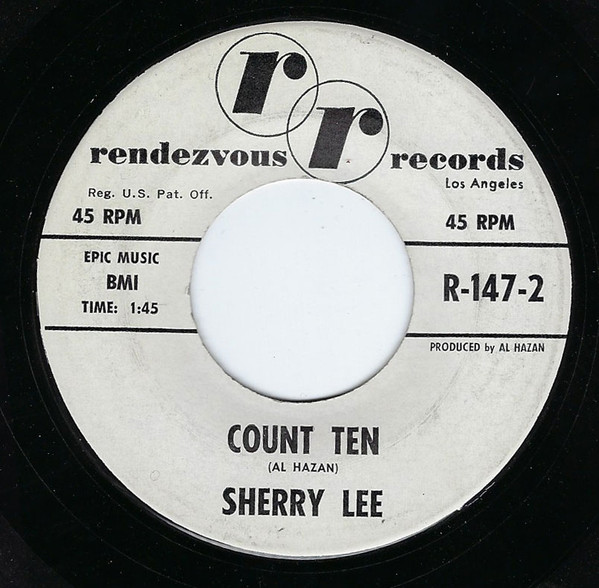 r
r
rendezvous records
Los Angeles
Reg. U.S. Pat. Off.
45 RPM 45 RPM
EPIC MUSIC
BMI
TIME: 1:45
R-147-2
PRODUCED by AL HAZAN
COUNT TEN
(AL HAZAN)
SHERRY LEE